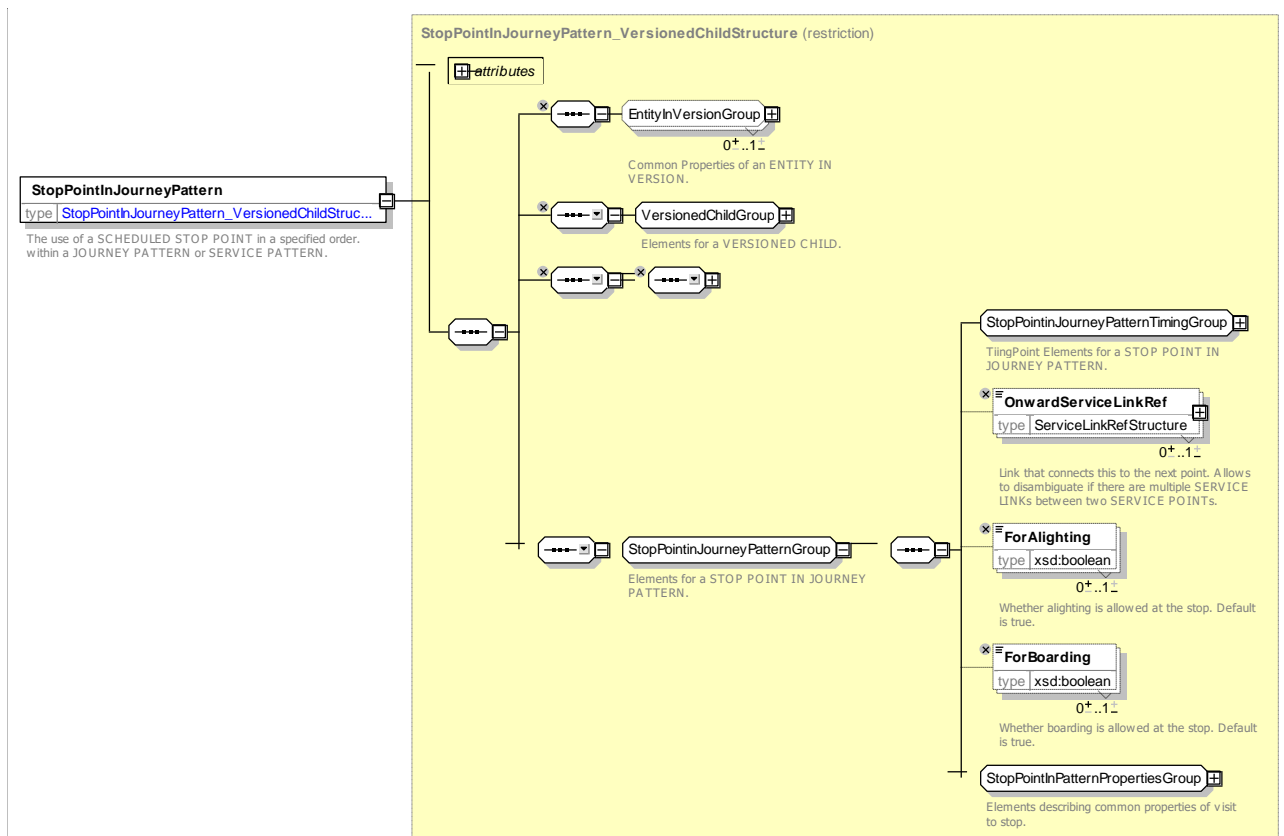 StopPointInJourneyPattern_VersionedChildStructure (restriction)
attributes
EntityInVersionGroup
0..1
Common Properties of an ENTITY IN
VERSION.
StopPointInJourneyPattern
type StopPointInJourneyPattern_VersionedChildStruc...
The use of a SCHEDULED STOP POINT in a specified order.
within a JOURNEY PATTERN or SERVICE PATTERN.
VersionedChildGroup
Elements for a VERSIONED CHILD.
StopPointinJourneyPatternTimingGroup
TiingPoint Elements for a STOP POINT IN
JOURNEY PATTERN.
OnwardServiceLinkRef
type ServiceLinkRefStructure
0..1
Link that connects this to the next point. Allows
to disambiguate if there are multiple SERVICE
LINKs between two SERVICE POINTs.
StopPointinJourneyPatternGroup
Elements for a STOP POINT IN JOURNEY
PATTERN.
ForAlighting
type xsd:boolean
0..1
Whether alighting is allowed at the stop. Default
is true.
ForBoarding
type xsd:boolean
0..1
Whether boarding is allowed at the stop. Default
is true.
StopPointInPatternPropertiesGroup
Elements describing common properties of visit
to stop.